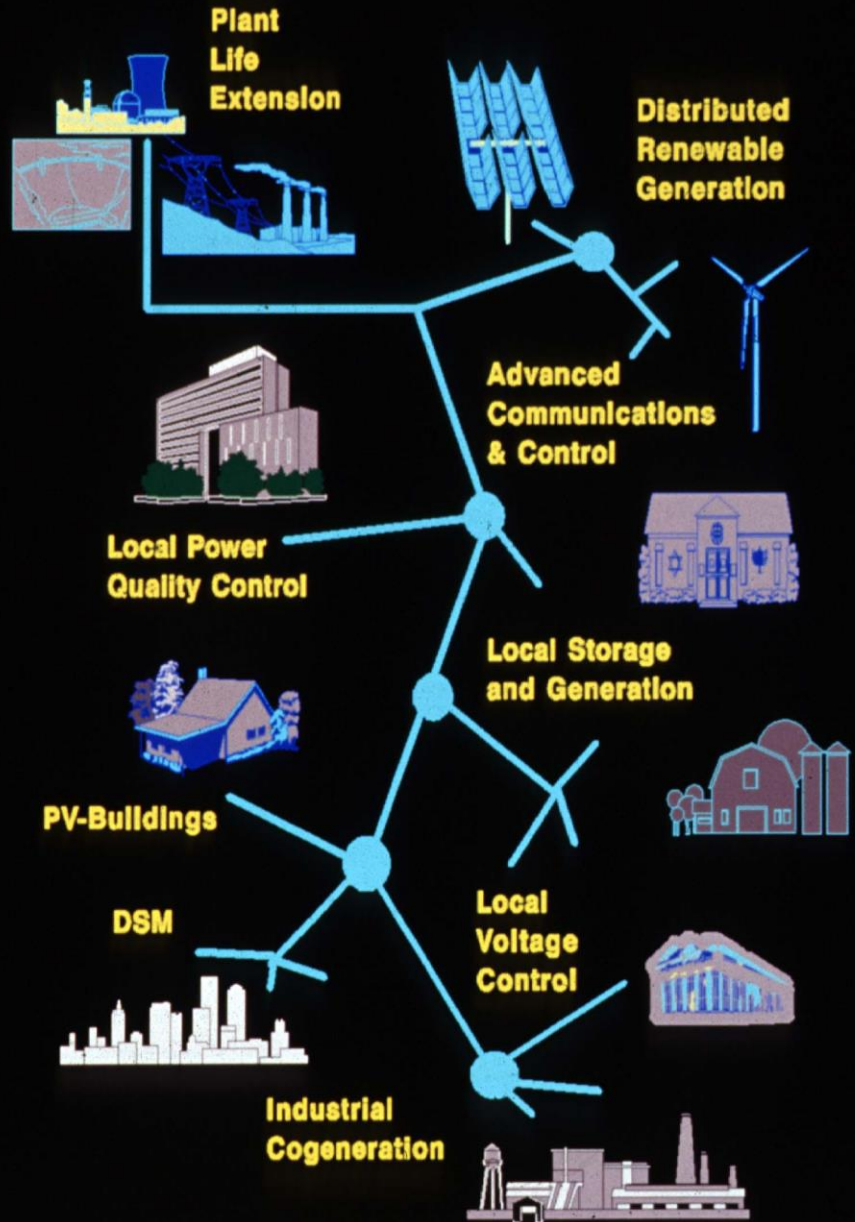 Plant
Life
Extension
Distributed
Renewable
Generation
Advanced
Communications
& Control
Local Power
Quality Control
Local Storage
and Generation
PV-Buildings
DSM
Local
Voltage
Control
Industrial
Cogeneration